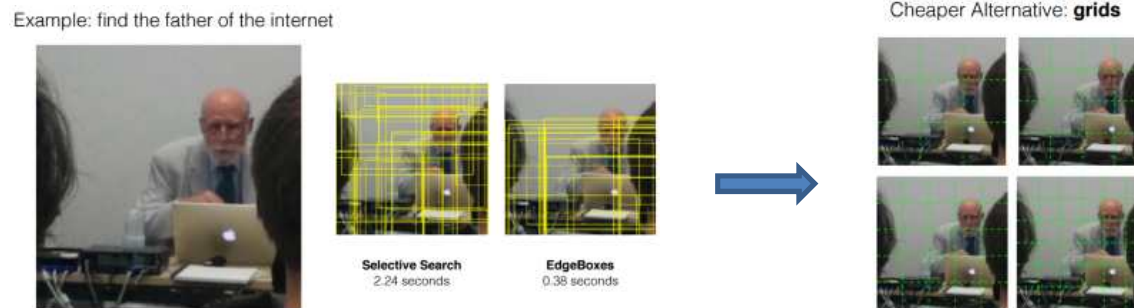 Example: find the father of the internet
Cheaper Alternative: grids
Selective Search
2.24 seconds
EdgeBoxes
0.38 seconds